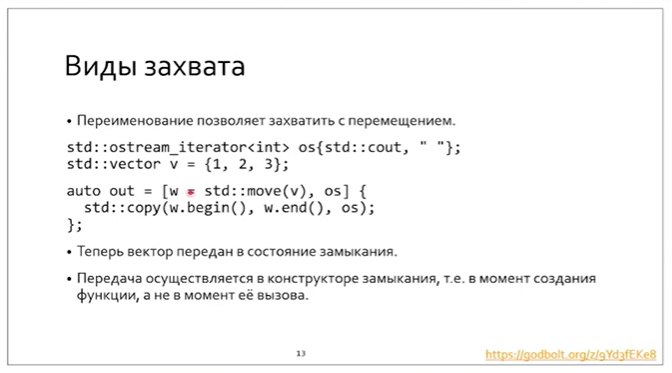 Виды захвата
• Переименование позволяет захватить с перемещением.
std::ostream_iterator<int> os{std::cout, " "};
std::vector v = {1, 2, 3};
auto out = [w = std::move(v), os] {
std::copy(w.begin(), w.end(), os);
};
• Теперь вектор передан в состояние замыкания.
• Передача осуществляется в конструкторе замыкания, т.е. в момент создания
функции, а не в момент её вызова.
13
https://godbolt.org/z/9Yd3fEKe8